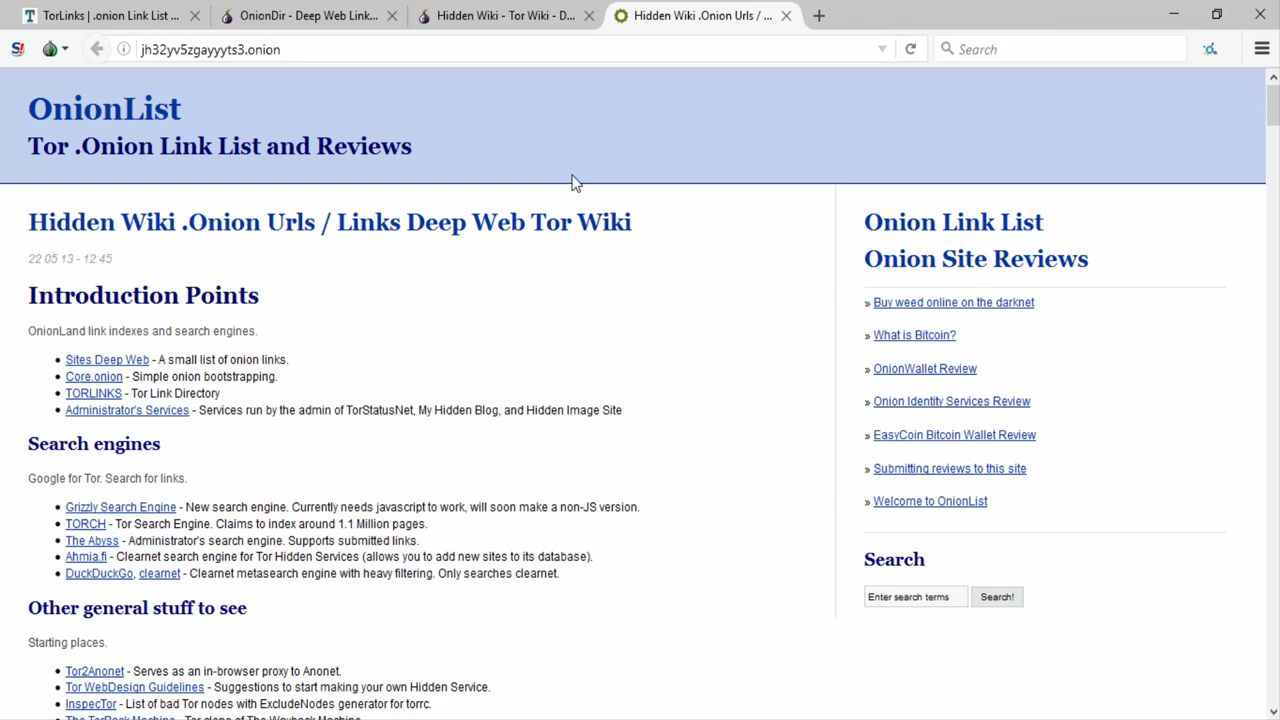 TorLinks | .onion Link List ...
OnionDir - Deep Web Link...
Hidden Wiki - Tor Wiki - D...
Hidden Wiki .Onion Urls / ...
jh32yv5zgayyyts3.onion
Search
OnionList
Tor .Onion Link List and Reviews
Hidden Wiki .Onion Urls / Links Deep Web Tor Wiki
22 05 13 - 12:45
Introduction Points
OnionLand link indexes and search engines.
• Sites Deep Web - A small list of onion links.
• Core.onion - Simple onion bootstrapping.
• TORLINKS - Tor Link Directory
• Administrator's Services - Services run by the admin of TorStatusNet, My Hidden Blog, and Hidden Image Site
Search engines
Google for Tor. Search for links.
• Grizzly Search Engine - New search engine. Currently needs javascript to work, will soon make a non-JS version.
• TORCH - Tor Search Engine. Claims to index around 1.1 Million pages.
• The Abyss - Administrator's search engine. Supports submitted links.
• Ahmia.fi - Clearnet search engine for Tor Hidden Services (allows you to add new sites to its database).
• DuckDuckGo, clearnet - Clearnet metasearch engine with heavy filtering. Only searches clearnet.
Other general stuff to see
Starting places.
• Tor2Anonet - Serves as an in-browser proxy to Anonet.
• Tor WebDesign Guidelines - Suggestions to start making your own Hidden Service.
• InspecTor - List of bad Tor nodes with ExcludeNodes generator for torrc.
• The TorBack Machine - Tor clone of The Wayback Machine.
Onion Link List
Onion Site Reviews
» Buy weed online on the darknet
» What is Bitcoin?
» OnionWallet Review
» Onion Identity Services Review
» EasyCoin Bitcoin Wallet Review
» Submitting reviews to this site
» Welcome to OnionList
Search
Enter search terms
Search!